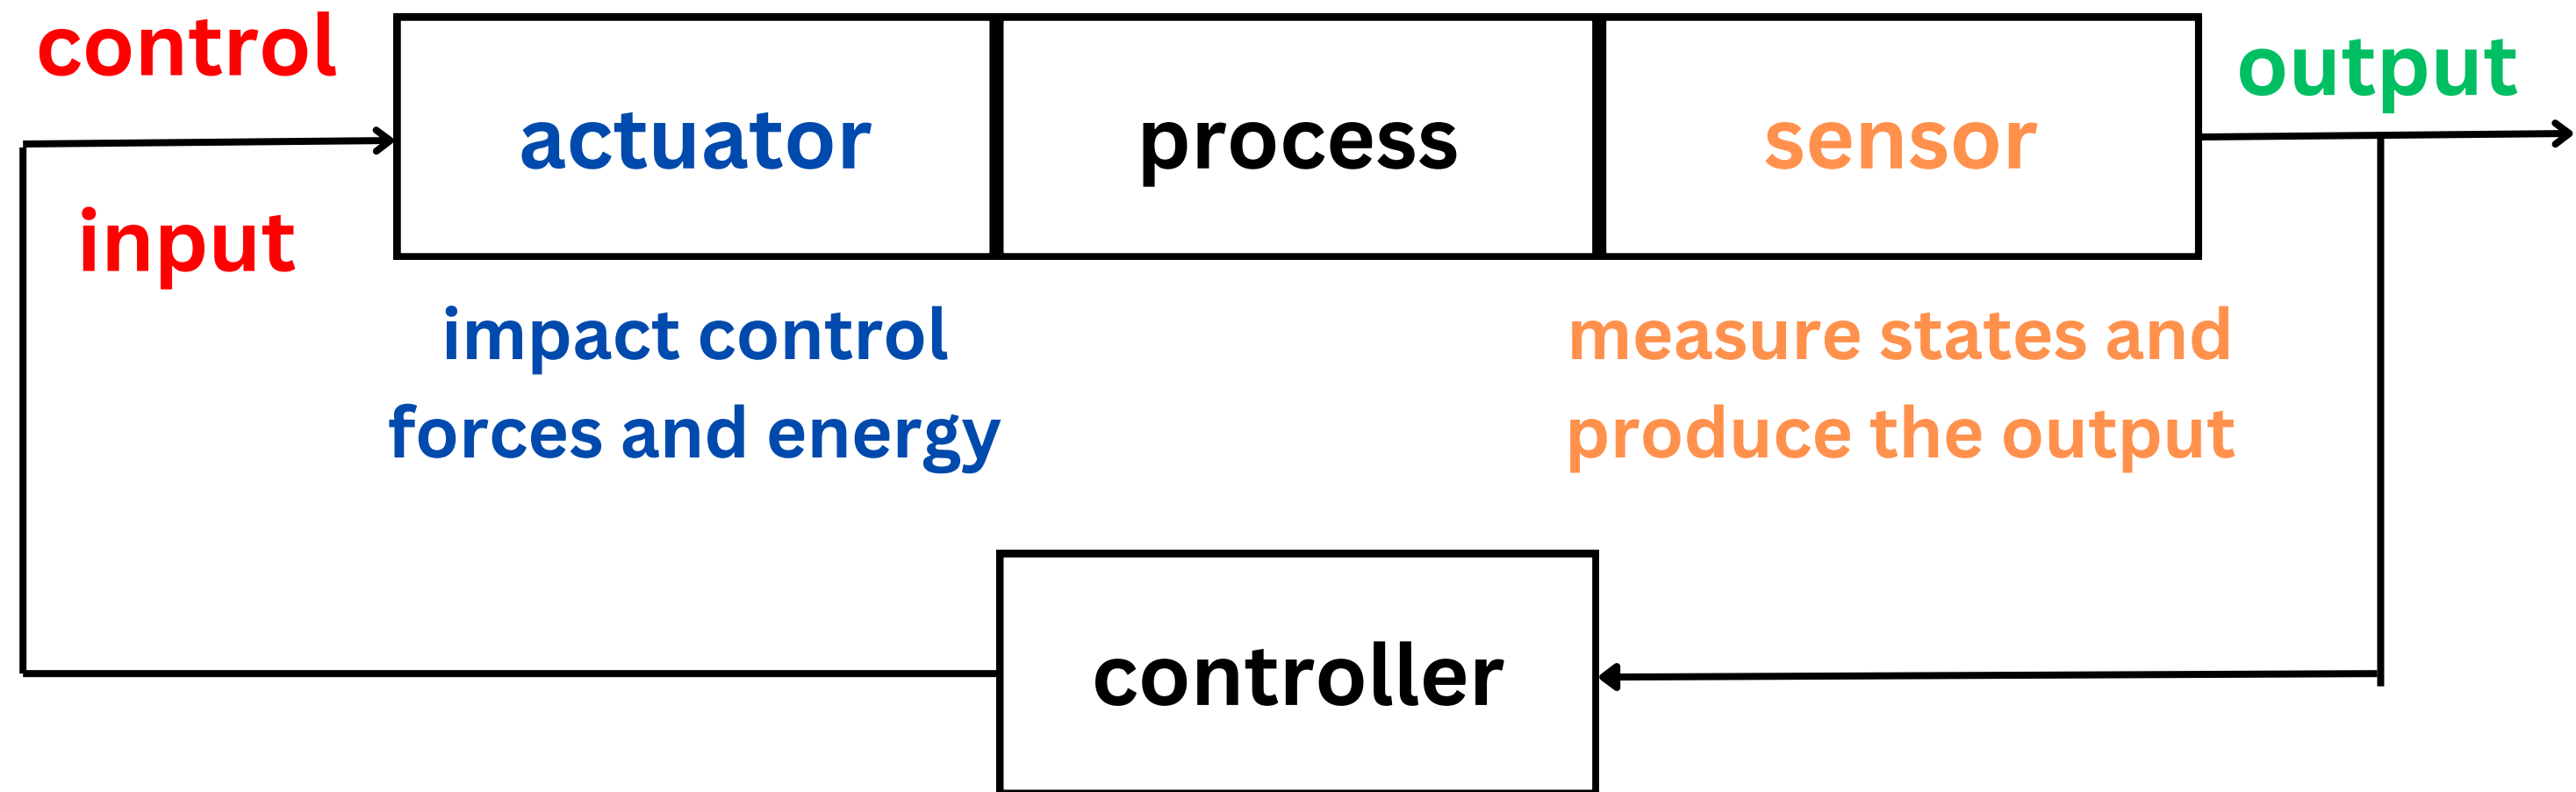 control
input
actuator
process
sensor
output
impact control
forces and energy
measure states and
produce the output
controller